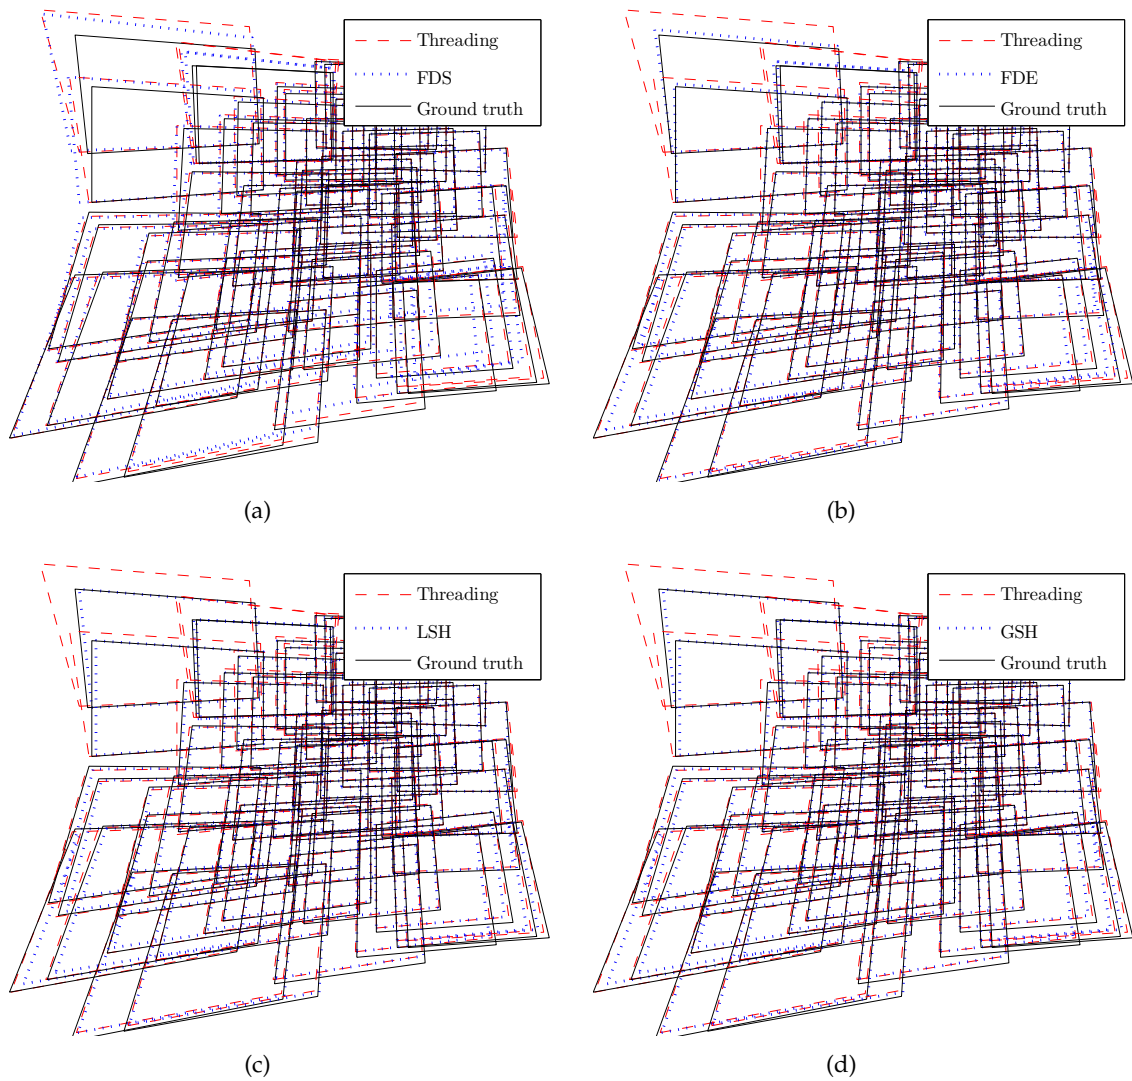 Threading
FDS
Ground truth
(a)
Threading
FDE
Ground truth
(b)
Threading
LSH
Ground truth
(c)
Threading
GSH
Ground truth
(d)